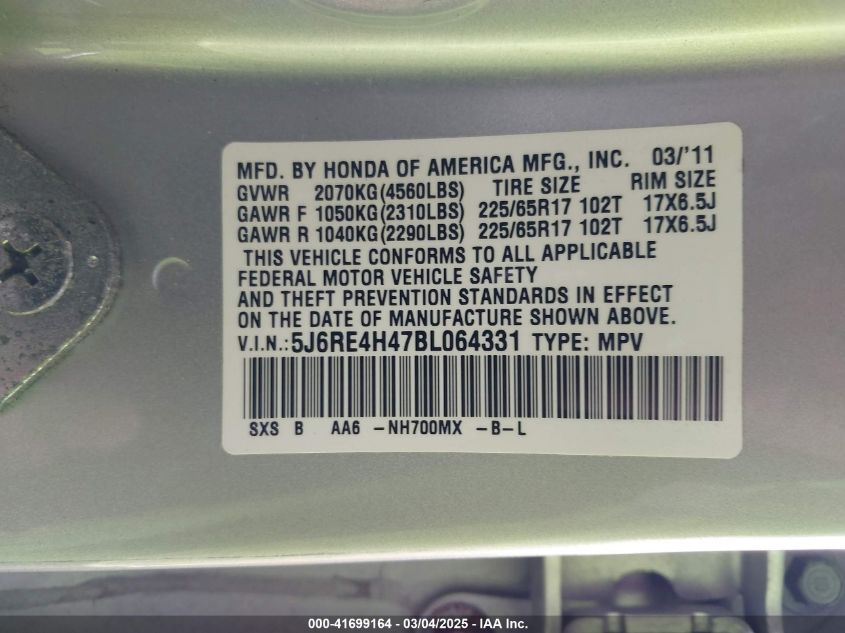 MFD. BY HONDA OF AMERICA MFG., INC. 03/'11
GVWR 2070KG(4560LBS) TIRE SIZE RIM SIZE
GAWR F 1050KG(2310LBS) 225/65R17 102T 17X6.5J
GAWR R 1040KG(2290LBS) 225/65R17 102T 17X6.5J
THIS VEHICLE CONFORMS TO ALL APPLICABLE
FEDERAL MOTOR VEHICLE SAFETY
AND THEFT PREVENTION STANDARDS IN EFFECT
ON THE DATE OF MANUFACTURE SHOWN ABOVE.
V.I.N.:5J6RE4H47BL064331 TYPE: MPV
SXS B AA6 -NH700MX -B-L
000-41699164 - 03/04/2025 - IAA Inc.